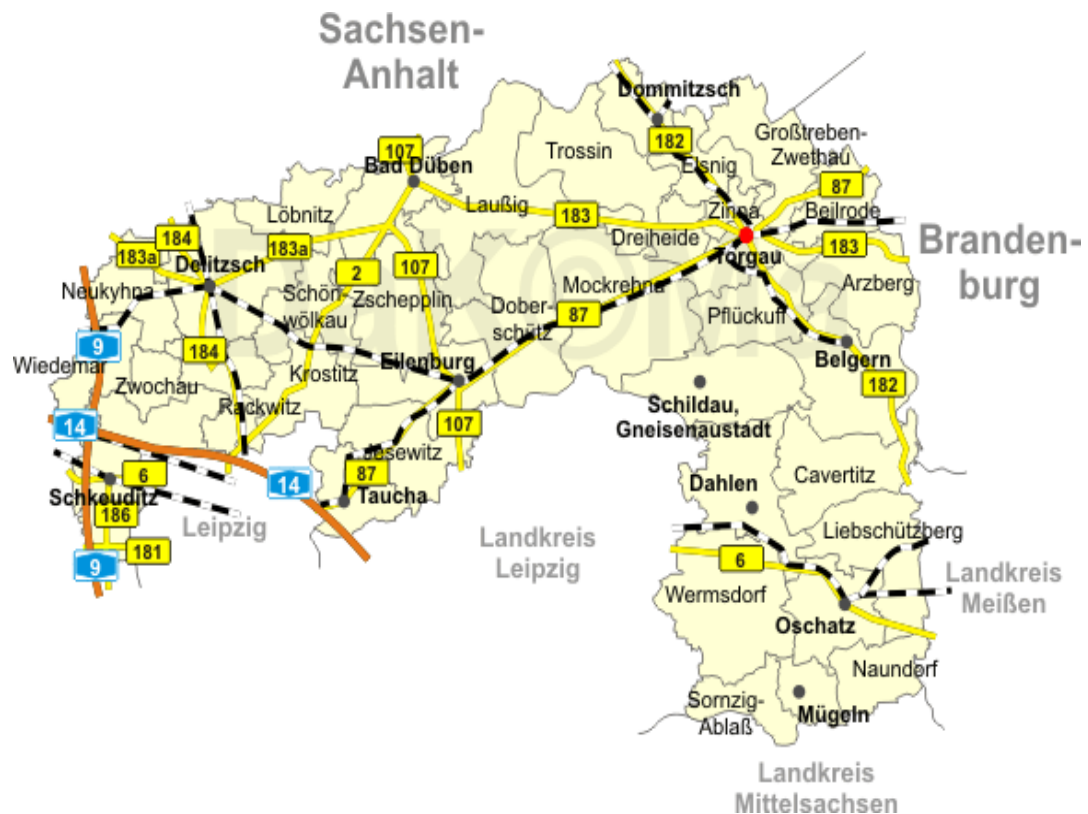 Sachsen-
Anhalt
Dommitzsch
107
182
Großtreben-
Zwethau
Trossin
Bad Düben
Elsnig
87
Laußig
Zinna
Beilrode
Löbnitz
183
184
183a
183a
Dreiheide
183
Branden-
burg
Delitzsch
2
107
Torgau
Neukyhna
Schön-
wölkau
Zschepplin
Mockrehna
Arzberg
Dober-
schütz
87
Pflückuff
9
184
Wiedemar
Zwochau
Krostitz
Eilenburg
Belgern
182
Rackwitz
Schildau,
Gneisenaustadt
14
107
Jesewitz
6
14
87
Cavertitz
Schkeuditz
Taucha
Dahlen
186
Leipzig
Liebschützberg
181
Landkreis
Leipzig
9
6
Landkreis
Meißen
Wermsdorf
Oschatz
Naundorf
Sornzig-
Ablaß
Mügeln
Landkreis
Mittelsachsen